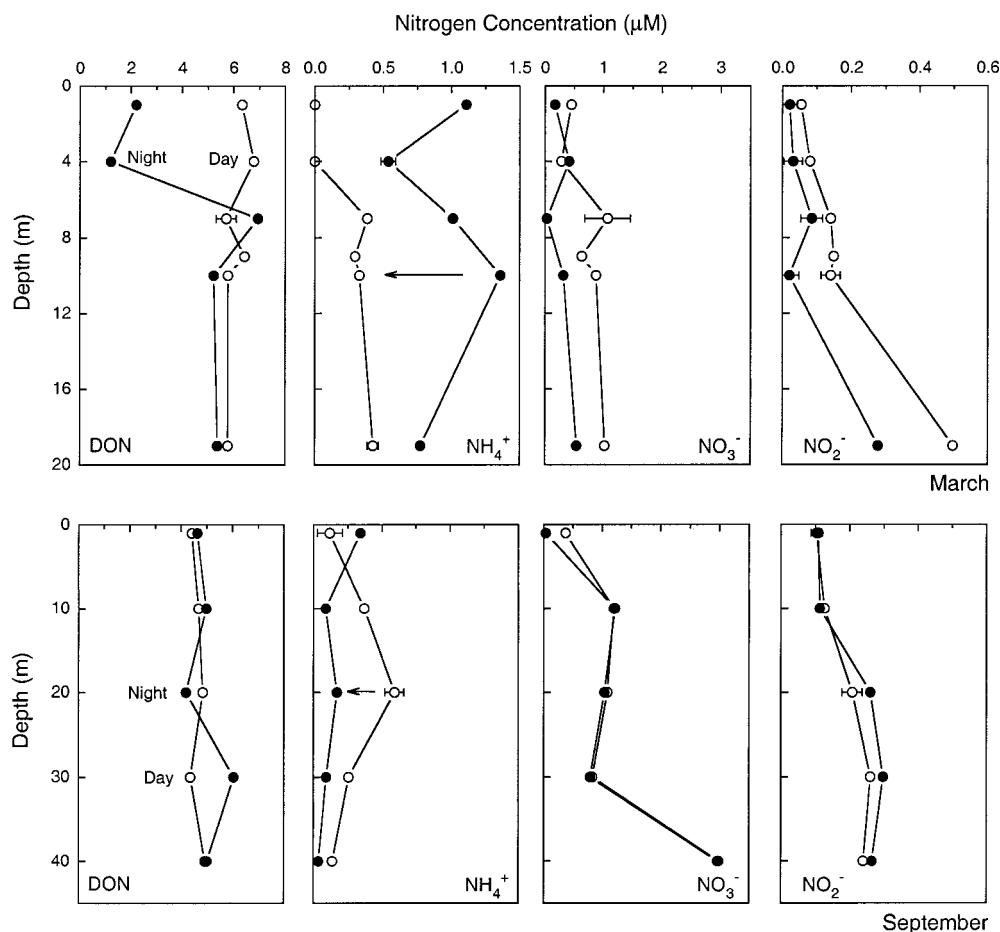 Nitrogen Concentration (μM)
0 2 4 6 8 0.0 0.5 1.0 1.5 0 1 2 3 0.0 0.2 0.4 0.6
0
4
8
12
16
20
Depth (m)
Night Day
DON NH₄⁺ NO₃⁻ NO₂⁻
March
0
10
20
30
40
Depth (m)
Night
Day
DON NH₄⁺ NO₃⁻ NO₂⁻
September